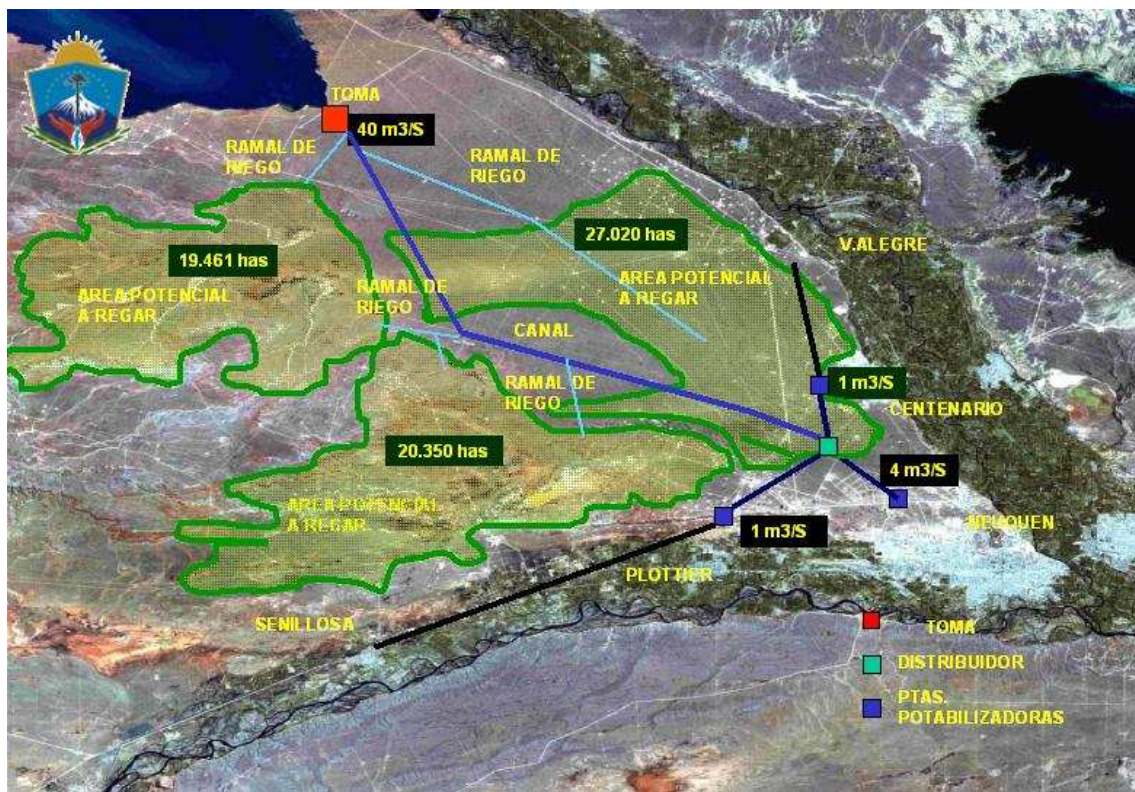 TOMA
40 m3/S
RAMAL DE
RIEGO
RAMAL DE
RIEGO
27.020 has
V.ALEGRE
19.461 has
AREA POTENCIAL
A REGAR
AREA POTENCIAL
A REGAR
RAMAL DE
RIEGO
CANAL
RAMAL DE
RIEGO
1 m3/S
CENTENARIO
20.350 has
4 m3/S
AREA POTENCIAL
A REGAR
1 m3/S
NEUQUEN
PLOTTIER
SENILLOSA
TOMA
DISTRIBUIDOR
PTAS.
POTABILIZADORAS